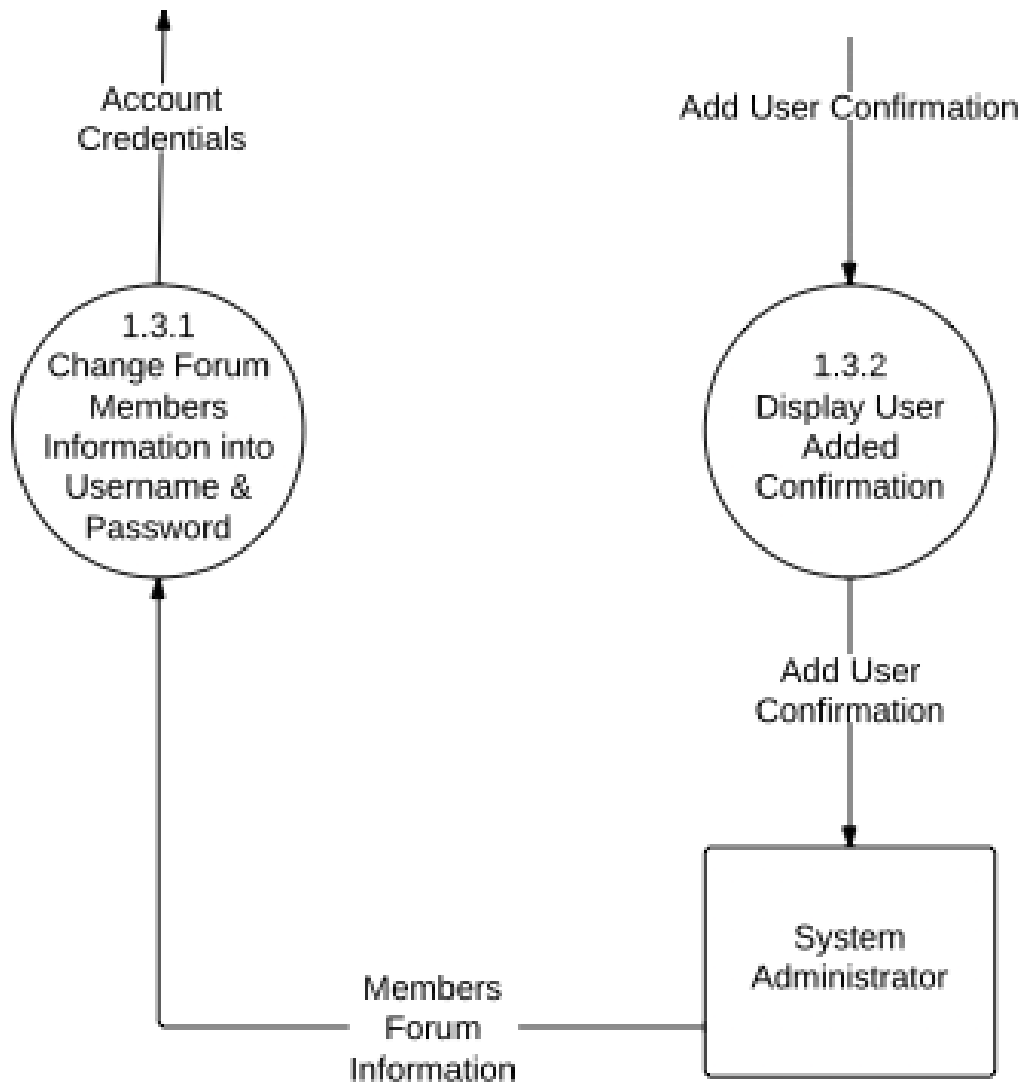 Account
Credentials
Add User Confirmation
1.3.1
Change Forum
Members
Information into
Username &
Password
1.3.2
Display User
Added
Confirmation
Add User
Confirmation
System
Administrator
Members
Forum
Information